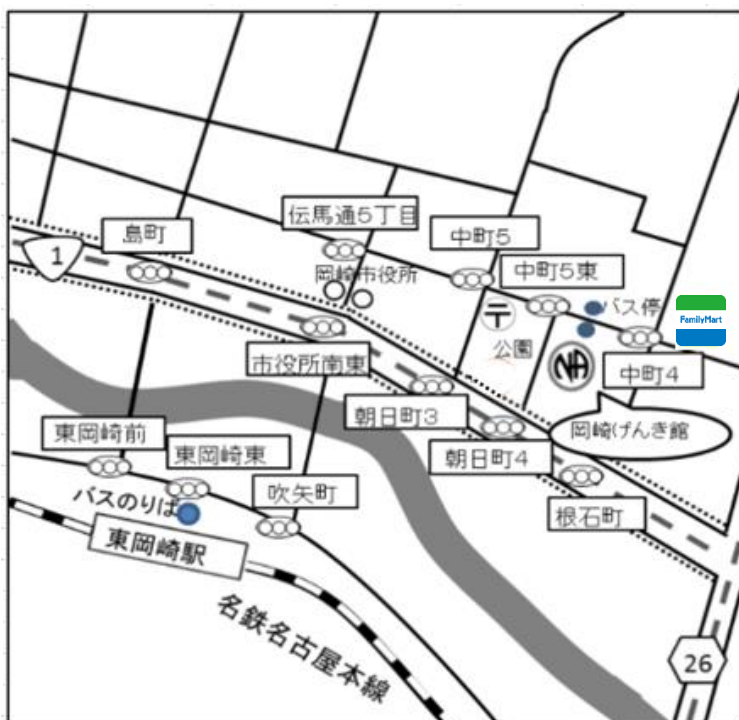 伝馬通5丁目
島町
中町5
1
中町5東
岡崎市役所
バス停
FamilyMart
公園
市役所南東
中町4
朝日町3
岡崎げんき館
東岡崎前
東岡崎東
朝日町4
吹矢町
バスのりば
根石町
東岡崎駅
名鉄名古屋本線
26